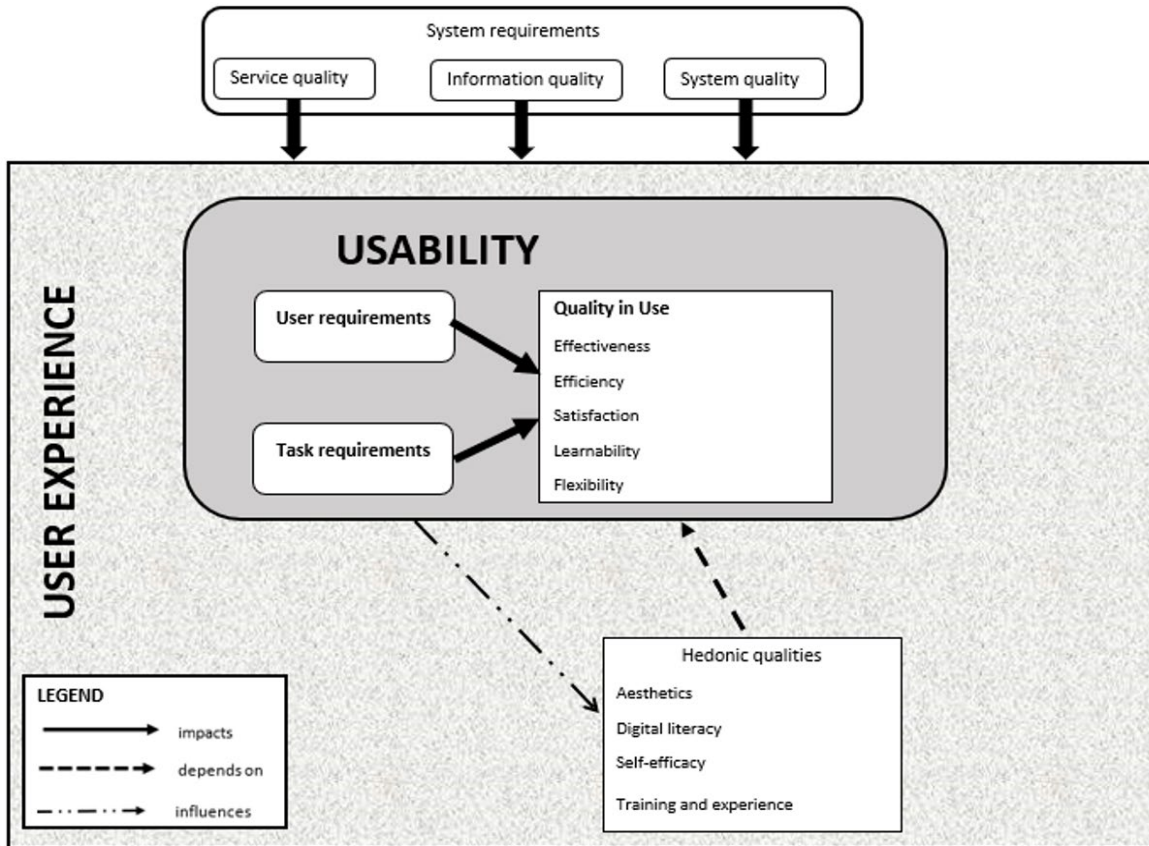 System requirements
Service quality
Information quality
System quality
USER EXPERIENCE
USABILITY
User requirements
Task requirements
Quality in Use
Effectiveness
Efficiency
Satisfaction
Learnability
Flexibility
Hedonic qualities
Aesthetics
Digital literacy
Self-efficacy
Training and experience
LEGEND
impacts
depends on
influences